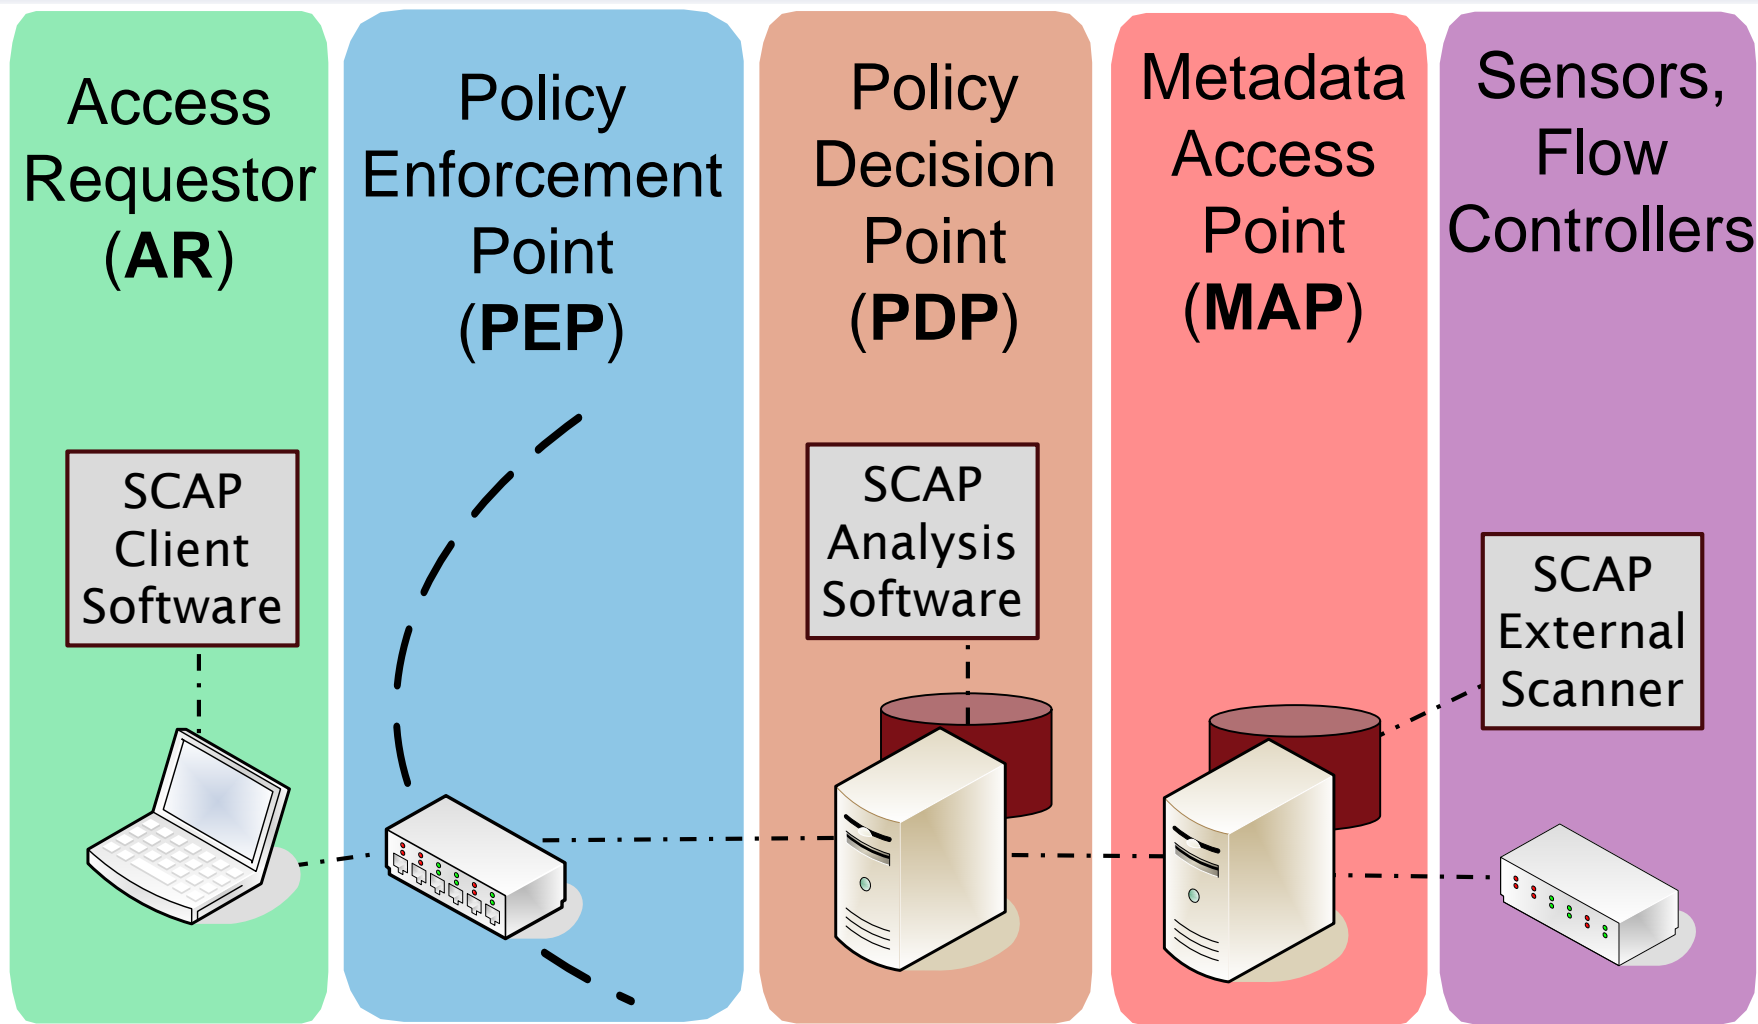 Access
Requestor
(AR)
Policy
Enforcement
Point
(PEP)
Policy
Decision
Point
(PDP)
Metadata
Access
Point
(MAP)
Sensors,
Flow
Controllers
SCAP
Client
Software
SCAP
Analysis
Software
SCAP
External
Scanner